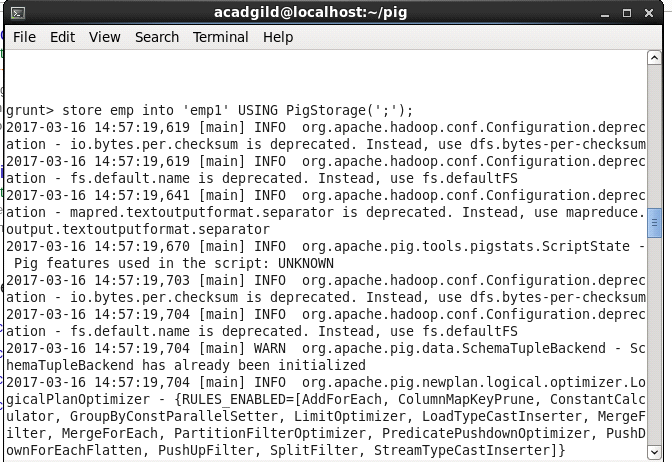 acadgild@localhost:~/pig
File Edit View Search Terminal Help
grunt> store emp into 'emp1' USING PigStorage(';');
2017-03-16 14:57:19,619 [main] INFO  org.apache.hadoop.conf.Configuration.deprec
ation - io.bytes.per.checksum is deprecated. Instead, use dfs.bytes-per-checksum
2017-03-16 14:57:19,619 [main] INFO  org.apache.hadoop.conf.Configuration.deprec
ation - fs.default.name is deprecated. Instead, use fs.defaultFS
2017-03-16 14:57:19,641 [main] INFO  org.apache.hadoop.conf.Configuration.deprec
ation - mapred.textoutputformat.separator is deprecated. Instead, use mapreduce.
output.textoutputformat.separator
2017-03-16 14:57:19,670 [main] INFO  org.apache.pig.tools.pigstats.ScriptState -
 Pig features used in the script: UNKNOWN
2017-03-16 14:57:19,703 [main] INFO  org.apache.hadoop.conf.Configuration.deprec
ation - io.bytes.per.checksum is deprecated. Instead, use dfs.bytes-per-checksum
2017-03-16 14:57:19,704 [main] INFO  org.apache.hadoop.conf.Configuration.deprec
ation - fs.default.name is deprecated. Instead, use fs.defaultFS
2017-03-16 14:57:19,704 [main] WARN  org.apache.pig.data.SchemaTupleBackend - Sc
hemaTupleBackend has already been initialized
2017-03-16 14:57:19,704 [main] INFO  org.apache.pig.newplan.logical.optimizer.Lo
gicalPlanOptimizer - {RULES_ENABLED=[AddForEach, ColumnMapKeyPrune, ConstantCalc
ulator, GroupByConstParallelSetter, LimitOptimizer, LoadTypeCastInserter, MergeF
ilter, MergeForEach, PartitionFilterOptimizer, PredicatePushdownOptimizer, PushD
ownForEachFlatten, PushUpFilter, SplitFilter, StreamTypeCastInserter]}